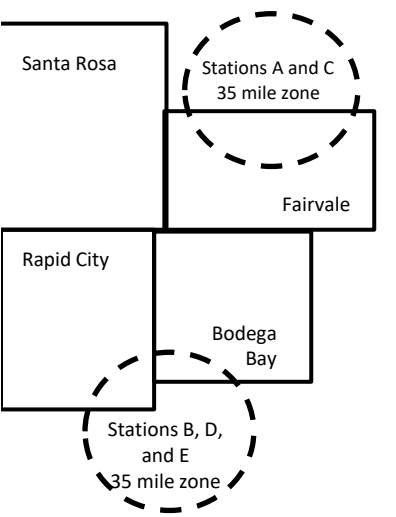 Santa Rosa
Stations A and C
35 mile zone
Fairvale
Rapid City
Bodega
Bay
Stations B, D,
and E
35 mile zone